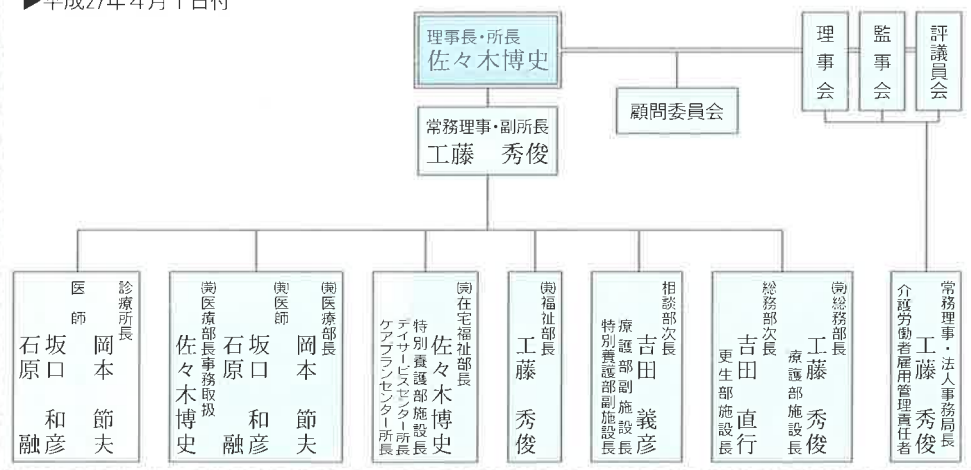 ▶平成27年4月1日付
理事長・所長
佐々木博史
理事会
監事会
評議員会
顧問委員会
常務理事・副所長
工藤 秀俊
診療所長
岡本 節夫
医師
坂口 和彦
石原 融
㈱医療部長
岡本 節夫
㈱医師
坂口 和彦
石原 融
㈱医療部長事務取扱
佐々木博史
㈱在宅福祉部長
佐々木博史
特別養護部施設長
デイサービスセンター所長
ケアプランセンター所長
㈱福祉部長
工藤 秀俊
相談部次長
吉田 義彦
療護部副施設長
特別養護部副施設長
㈱総務部長
工藤 秀俊
療護部施設長
総務部次長
吉田 直行
更生部施設長
常務理事・法人事務局長
工藤 秀俊
介護労働者雇用管理責任者